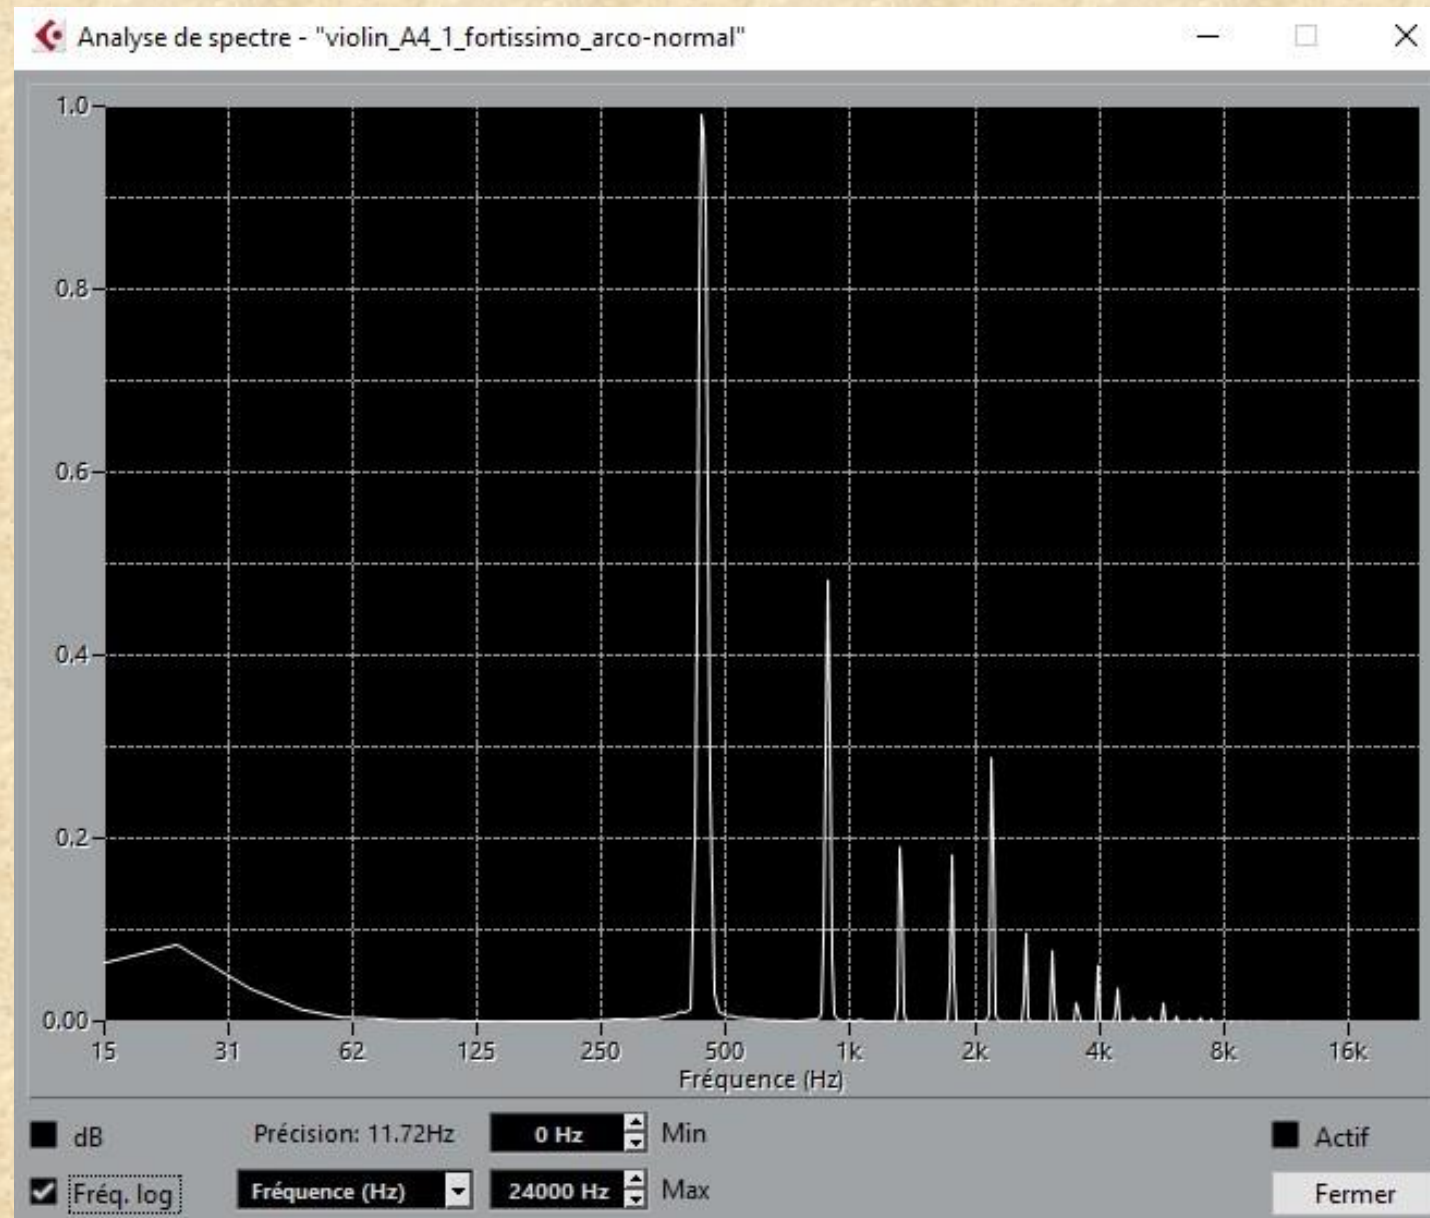 Analyse de spectre - "violin_A4_1_fortissimo_arco-normal"
1.0
0.8
0.6
0.4
0.2
0.00
15 31 62 125 250 500 1k 2k 4k 8k 16k
Fréquence (Hz)
dB Précision: 11.72Hz 0 Hz Min Actif
Fréq. log Fréquence (Hz) 24000 Hz Max Fermer